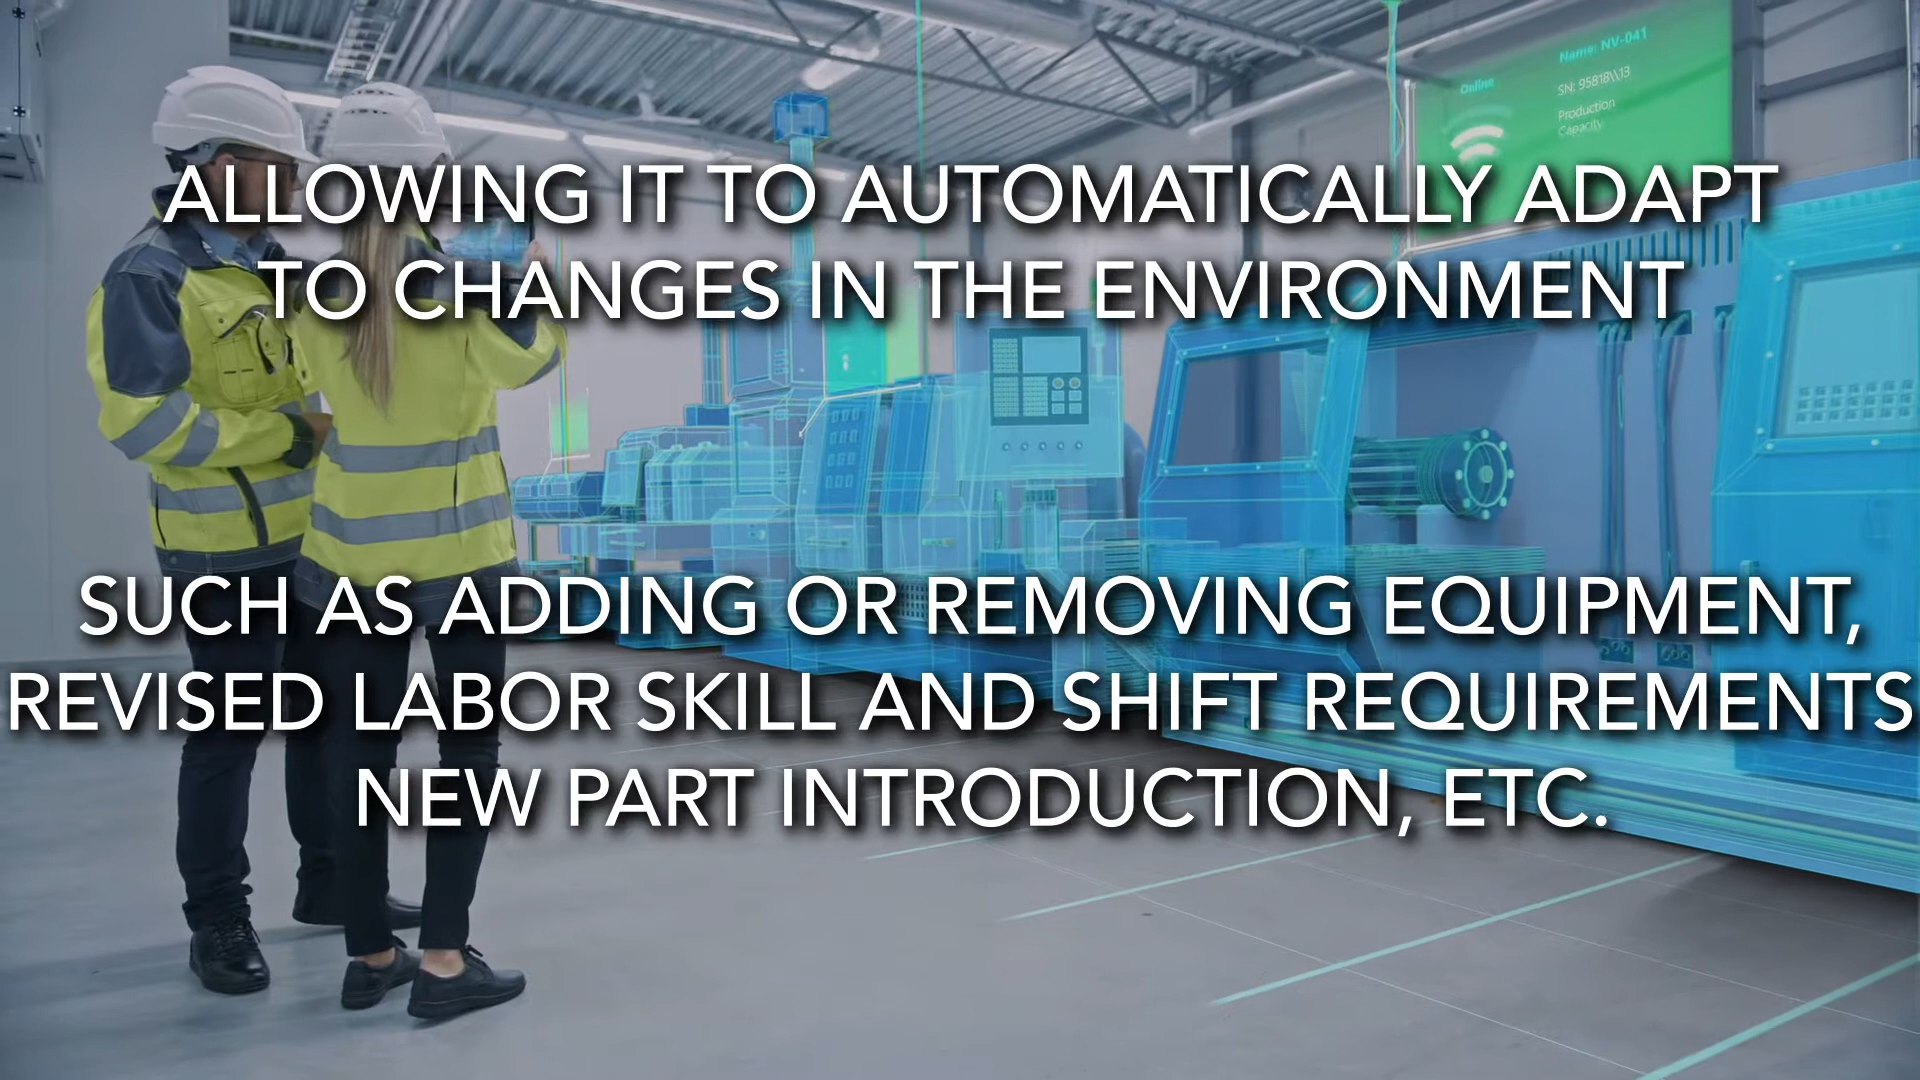 Name: NV-041
Online
SN: 95818\\13
Production
Capacity
ALLOWING IT TO AUTOMATICALLY ADAPT
TO CHANGES IN THE ENVIRONMENT
SUCH AS ADDING OR REMOVING EQUIPMENT,
REVISED LABOR SKILL AND SHIFT REQUIREMENTS
NEW PART INTRODUCTION, ETC.